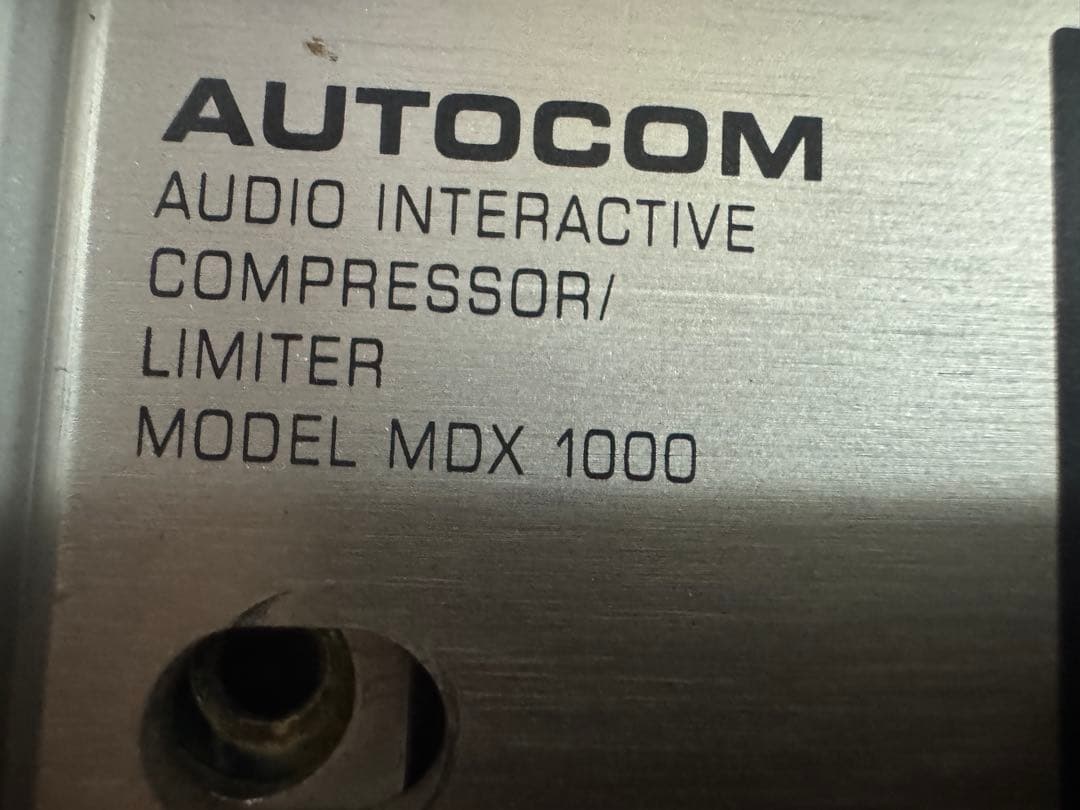 AUTOCOM
AUDIO INTERACTIVE
COMPRESSOR/
LIMITER
MODEL MDX 1000